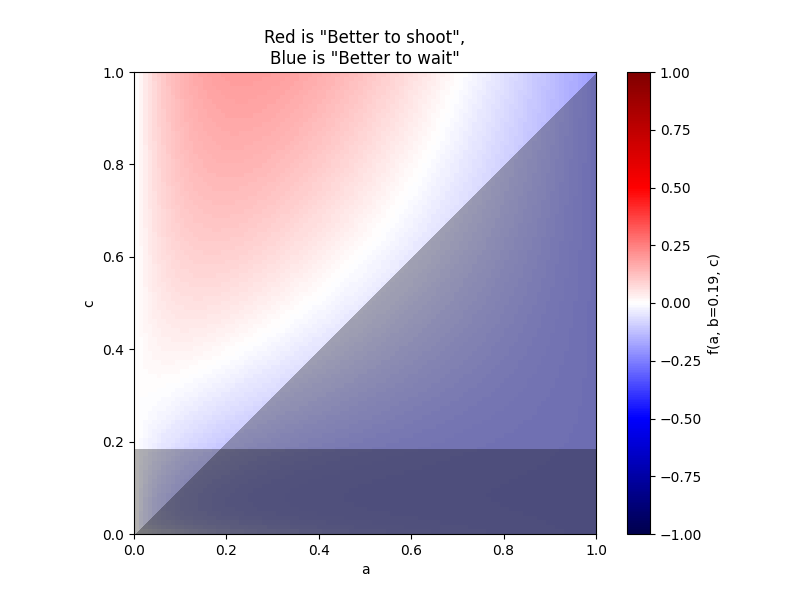 Red is "Better to shoot",
Blue is "Better to wait"
1.0
0.8
0.6
0.4
0.2
0.0
c
0.0 0.2 0.4 0.6 0.8 1.0
a
1.00
0.75
0.50
0.25
0.00
−0.25
−0.50
−0.75
−1.00
f(a, b=0.19, c)